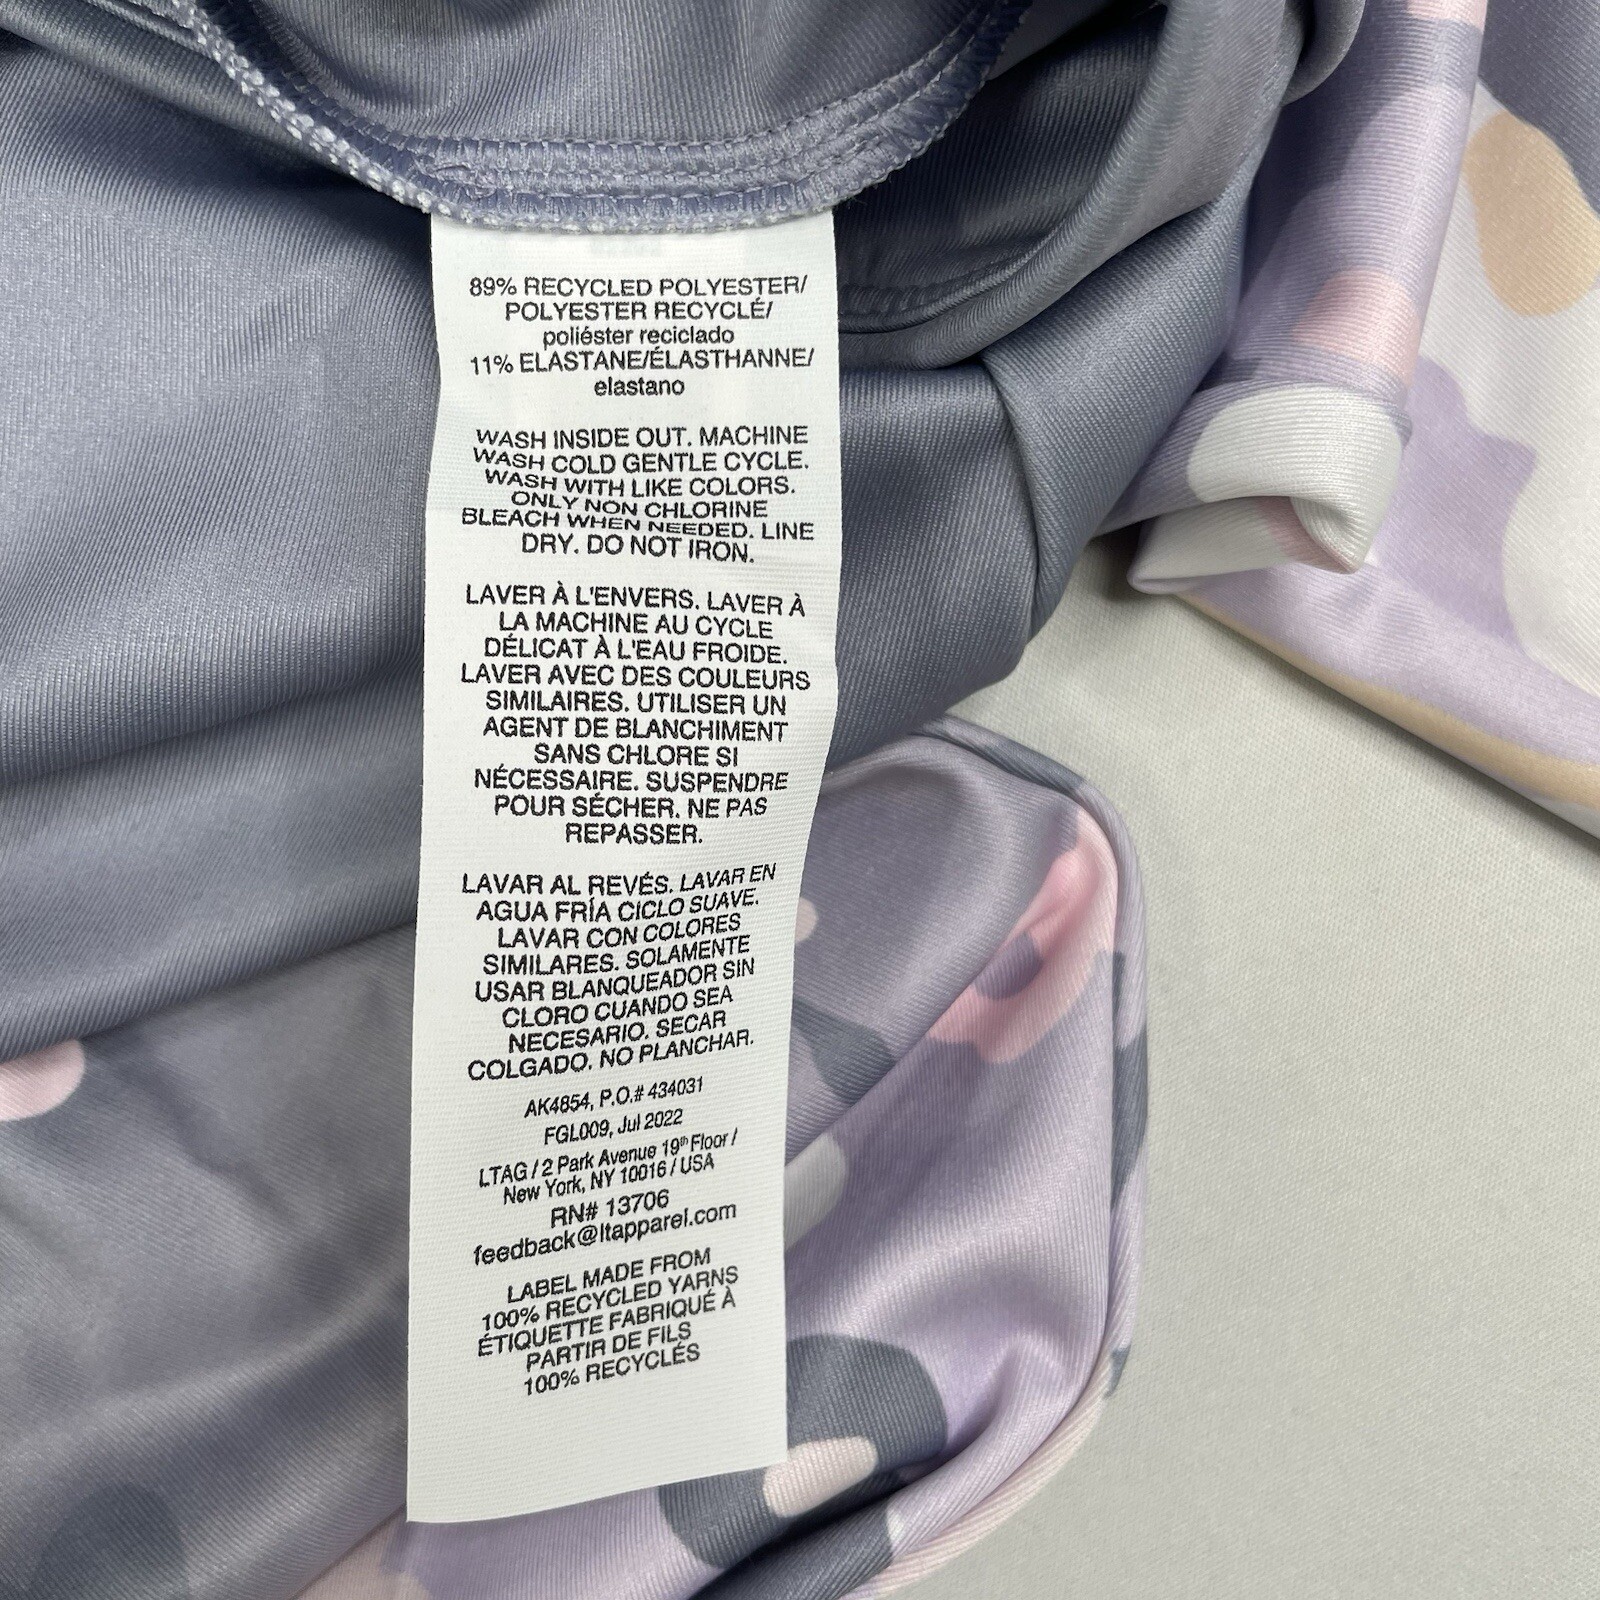 89% RECYCLED POLYESTER/
POLYESTER RECYCLÉ/
poliéster reciclado
11% ELASTANE/ÉLASTHANNE/
elastano
WASH INSIDE OUT. MACHINE
WASH COLD GENTLE CYCLE.
WASH WITH LIKE COLORS.
ONLY NON CHLORINE
BLEACH WHEN NEEDED. LINE
DRY. DO NOT IRON.
LAVER À L'ENVERS. LAVER À
LA MACHINE AU CYCLE
DÉLICAT À L'EAU FROIDE.
LAVER AVEC DES COULEURS
SIMILAIRES. UTILISER UN
AGENT DE BLANCHIMENT
SANS CHLORE SI
NÉCESSAIRE. SUSPENDRE
POUR SÉCHER. NE PAS
REPASSER.
LAVAR AL REVÉS. LAVAR EN
AGUA FRÍA CICLO SUAVE.
LAVAR CON COLORES
SIMILARES. SOLAMENTE
USAR BLANQUEADOR SIN
CLORO CUANDO SEA
NECESARIO. SECAR
COLGADO. NO PLANCHAR.
AK4854, P.O.# 434031
FGL009, Jul 2022
LTAG / 2 Park Avenue 19th Floor /
New York, NY 10016 / USA
RN# 13706
feedback@ltapparel.com
LABEL MADE FROM
100% RECYCLED YARNS
ÉTIQUETTE FABRIQUÉ À
PARTIR DE FILS
100% RECYCLÉS